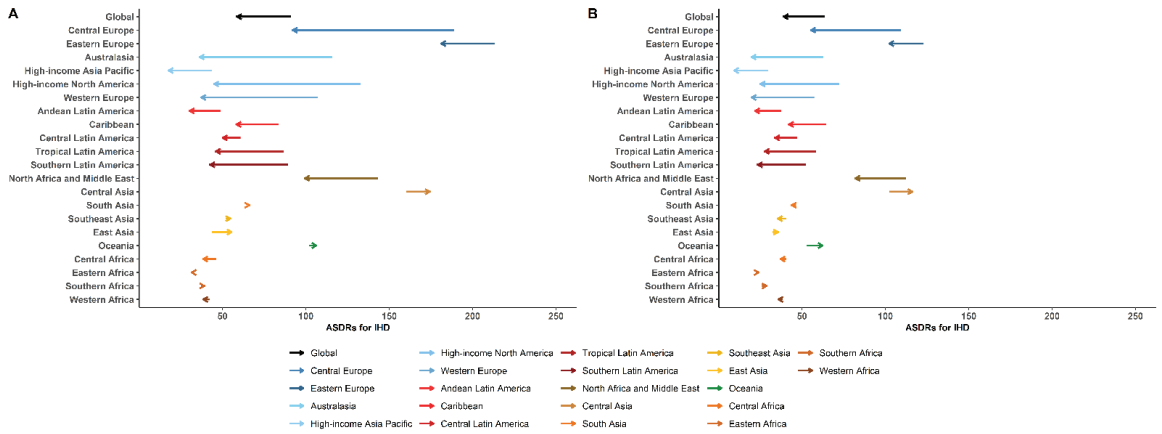 A
Global
Central Europe
Eastern Europe
Australasia
High-income Asia Pacific
High-income North America
Western Europe
Andean Latin America
Caribbean
Central Latin America
Tropical Latin America
Southern Latin America
North Africa and Middle East
Central Asia
South Asia
Southeast Asia
East Asia
Oceania
Central Africa
Eastern Africa
Southern Africa
Western Africa
50 100 150 200 250
ASDRs for IHD
B
Global
Central Europe
Eastern Europe
Australasia
High-income Asia Pacific
High-income North America
Western Europe
Andean Latin America
Caribbean
Central Latin America
Tropical Latin America
Southern Latin America
North Africa and Middle East
Central Asia
South Asia
Southeast Asia
East Asia
Oceania
Central Africa
Eastern Africa
Southern Africa
Western Africa
50 100 150 200 250
ASDRs for IHD
Global High-income North America Tropical Latin America Southeast Asia Southern Africa
Central Europe Western Europe Southern Latin America East Asia Western Africa
Eastern Europe Andean Latin America North Africa and Middle East Oceania
Australasia Caribbean Central Asia Central Africa
High-income Asia Pacific Central Latin America South Asia Eastern Africa